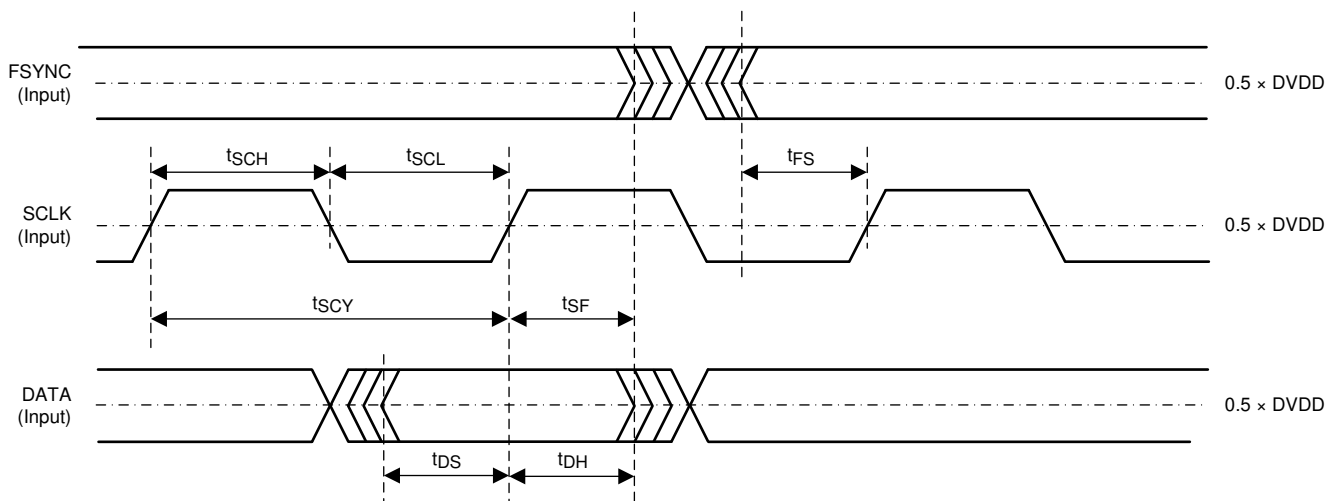 FSYNC
(Input)
0.5 × DVDD
tSCH
tSCL
tFS
SCLK
(Input)
0.5 × DVDD
tSCY
tSF
DATA
(Input)
0.5 × DVDD
tDS
tDH